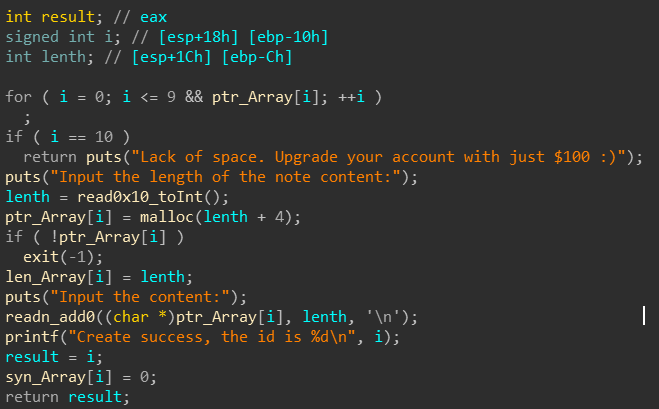 int result; // eax
signed int i; // [esp+18h] [ebp-10h]
int lenth; // [esp+1Ch] [ebp-Ch]

for ( i = 0; i <= 9 && ptr_Array[i]; ++i )
  ;
if ( i == 10 )
  return puts("Lack of space. Upgrade your account with just $100 :)");
puts("Input the length of the note content:");
lenth = read0x10_toInt();
ptr_Array[i] = malloc(lenth + 4);
if ( !ptr_Array[i] )
  exit(-1);
len_Array[i] = lenth;
puts("Input the content:");
readn_add0((char *)ptr_Array[i], lenth, '\n');
printf("Create success, the id is %d\n", i);
result = i;
syn_Array[i] = 0;
return result;